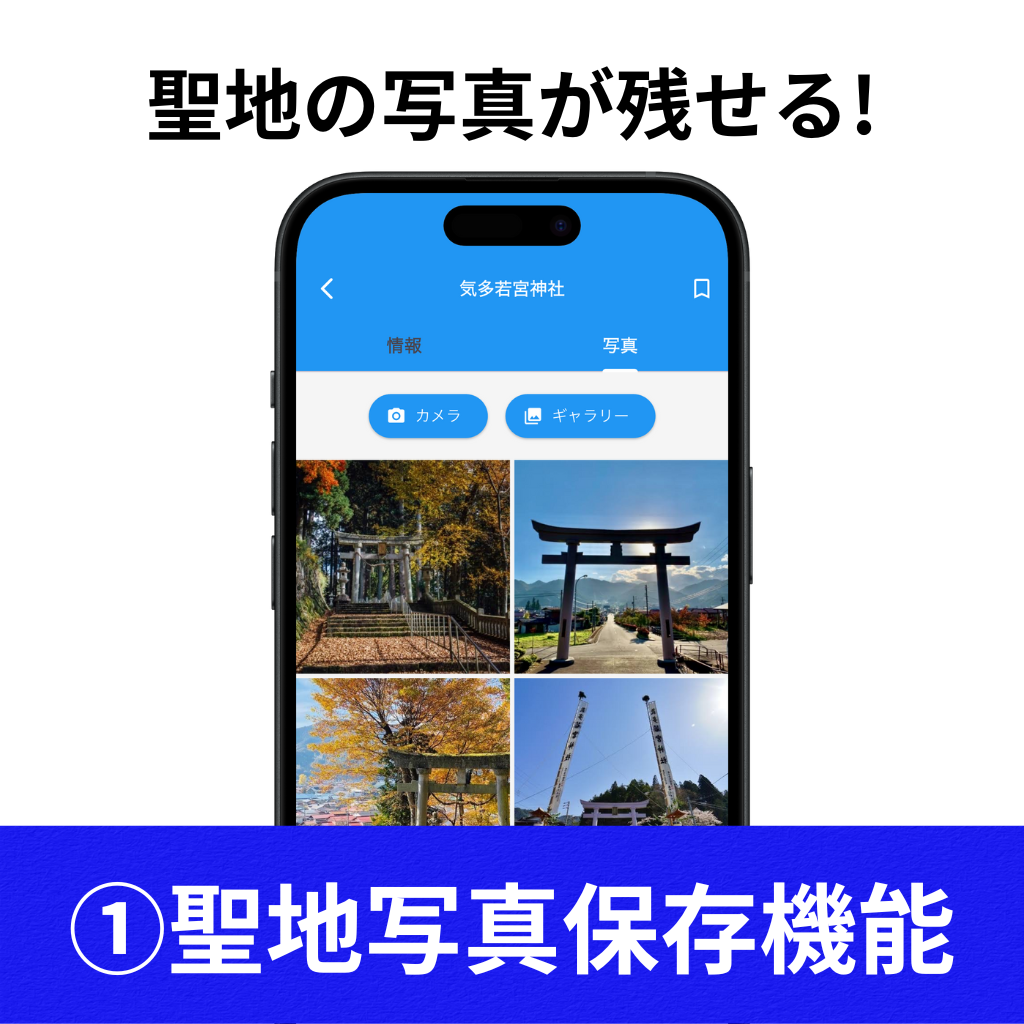 聖地の写真が残せる!
気多若宮神社
情報
写真
カメラ
ギャラリー
①聖地写真保存機能